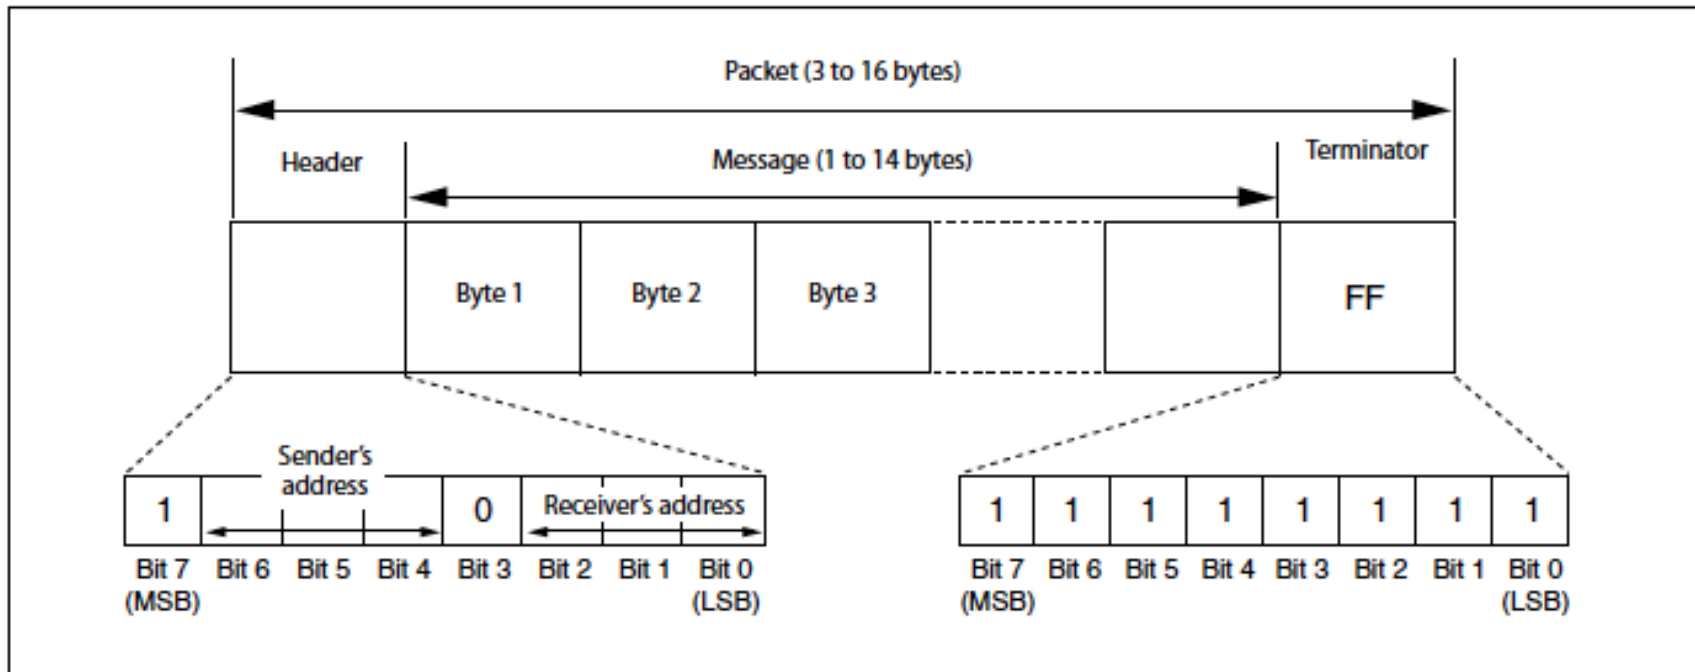 Packet (3 to 16 bytes)
Header
Message (1 to 14 bytes)
Terminator
Byte 1
Byte 2
Byte 3
FF
Sender's
address
1
0
Receiver's address
Bit 7
(MSB)
Bit 6
Bit 5
Bit 4
Bit 3
Bit 2
Bit 1
Bit 0
(LSB)
1
1
1
1
1
1
1
1
Bit 7
(MSB)
Bit 6
Bit 5
Bit 4
Bit 3
Bit 2
Bit 1
Bit 0
(LSB)